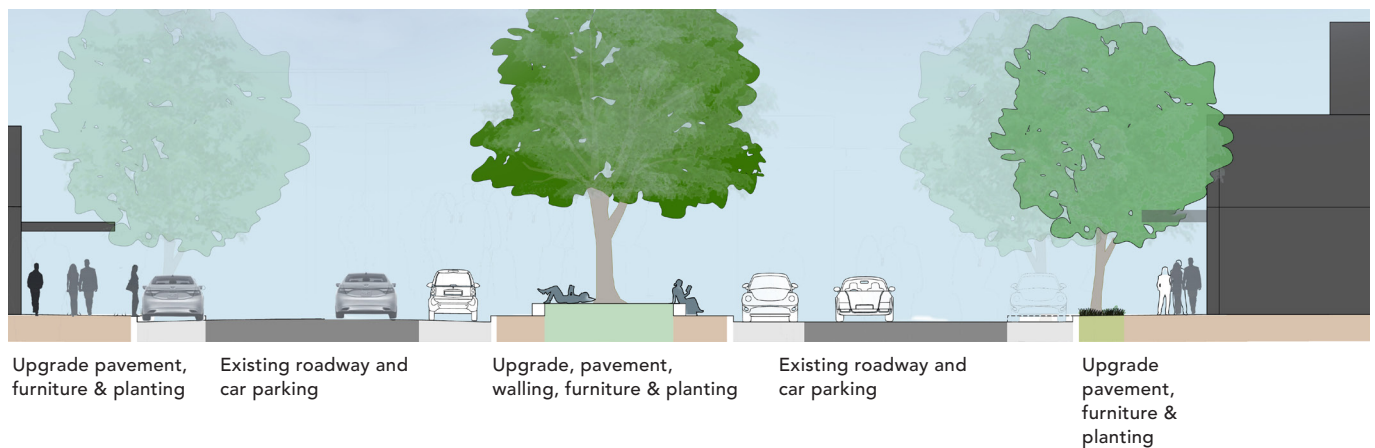 Upgrade pavement,
furniture & planting
Existing roadway and
car parking
Upgrade, pavement,
walling, furniture & planting
Existing roadway and
car parking
Upgrade
pavement,
furniture &
planting